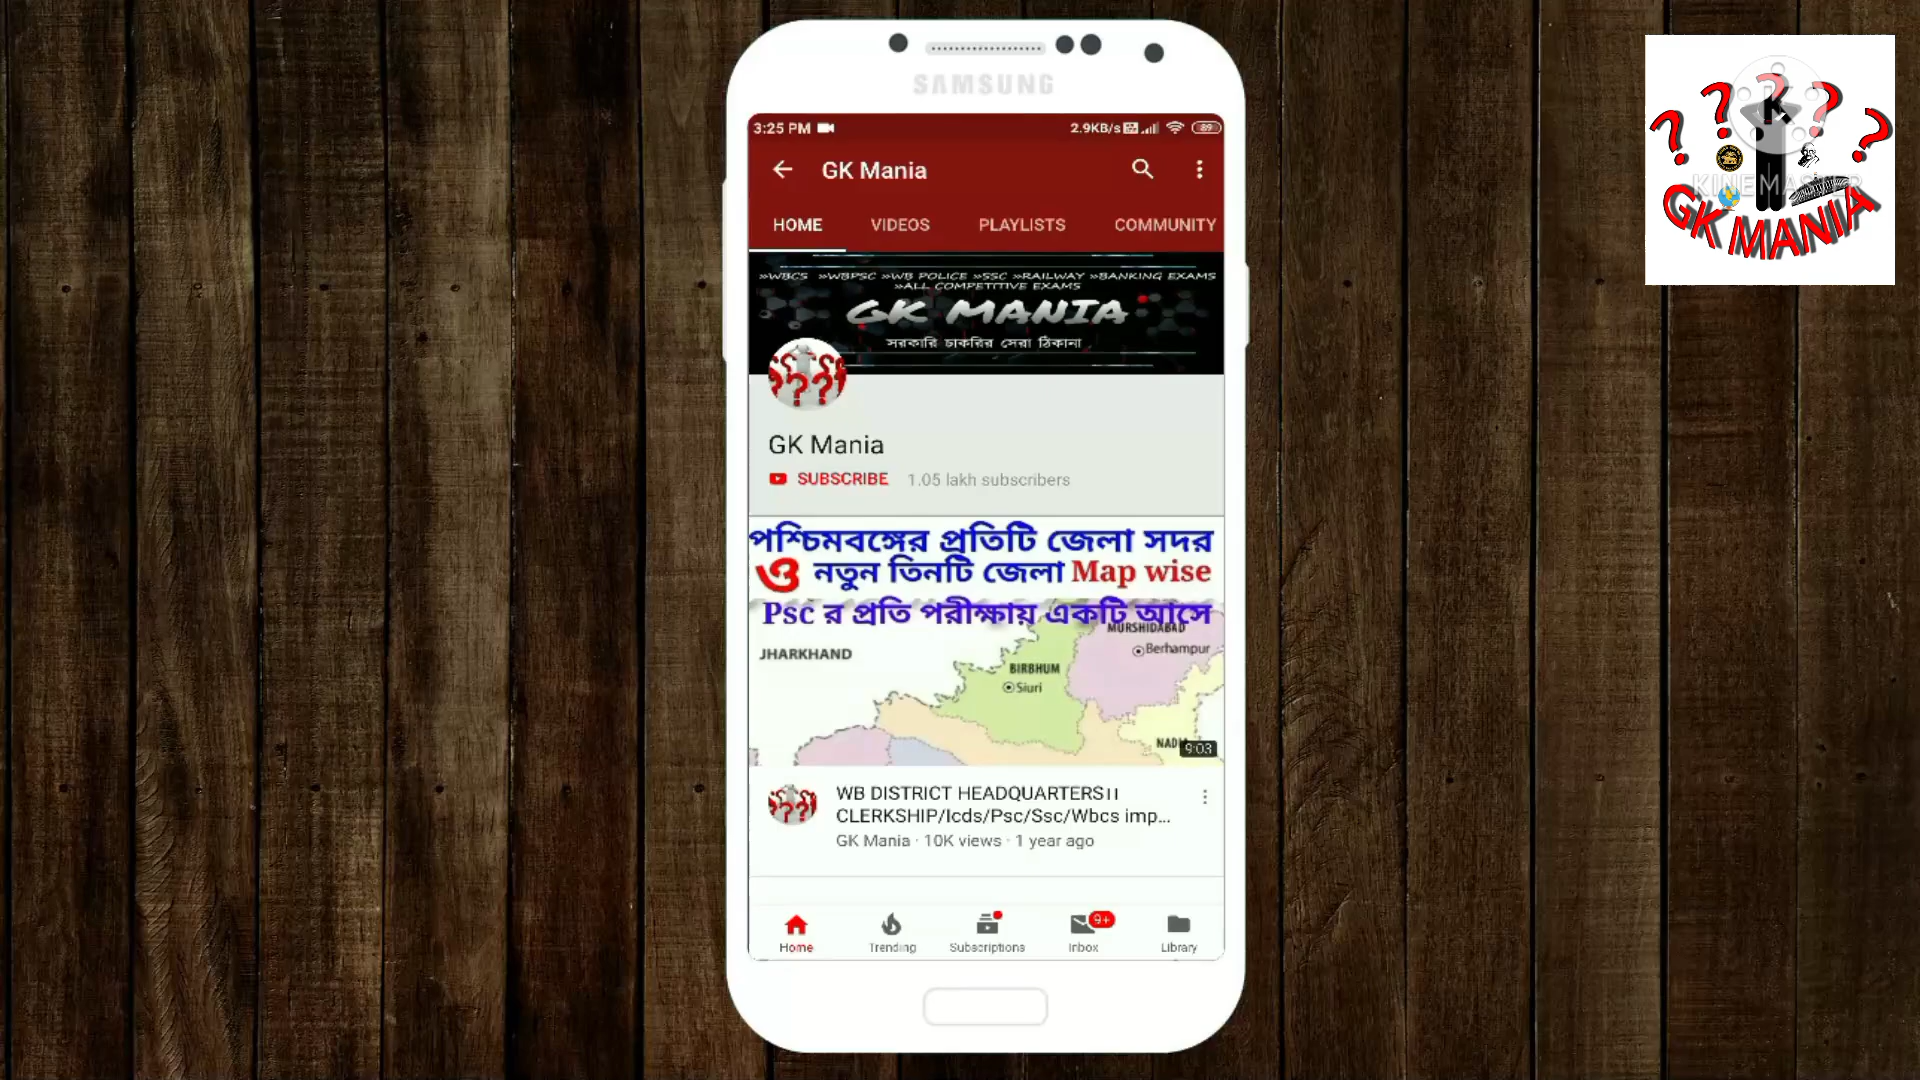 SAMSUNG
3:25 PM 2.9KB/s 89
GK Mania
HOME VIDEOS PLAYLISTS COMMUNITY
»WBCS »WBPSC »WB POLICE »SSC »RAILWAY »BANKING EXAMS
»ALL COMPETITIVE EXAMS
GK MANIA
সরকারি চাকরির সেরা ঠিকানা
GK Mania
SUBSCRIBE 1.05 lakh subscribers
পশ্চিমবঙ্গের প্রতিটি জেলা সদর
ও নতুন তিনটি জেলা Map wise
Psc র প্রতি পরীক্ষায় একটি আসে
MURSHIDABAD
JHARKHAND
Berhampur
BIRBHUM
Siuri
9:03
WB DISTRICT HEADQUARTERS।।
CLERKSHIP/Icds/Psc/Ssc/Wbcs imp...
GK Mania · 10K views · 1 year ago
9+
Home Trending Subscriptions Inbox Library
? ? ? ? ?
K
KINEMASTER
GK MANIA